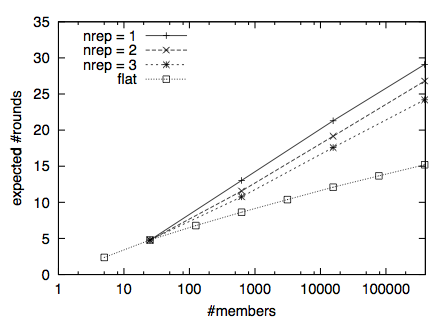 35
30
25
20
15
10
5
0
expected #rounds
nrep = 1
nrep = 2
nrep = 3
flat
1 10 100 1000 10000 100000
#members